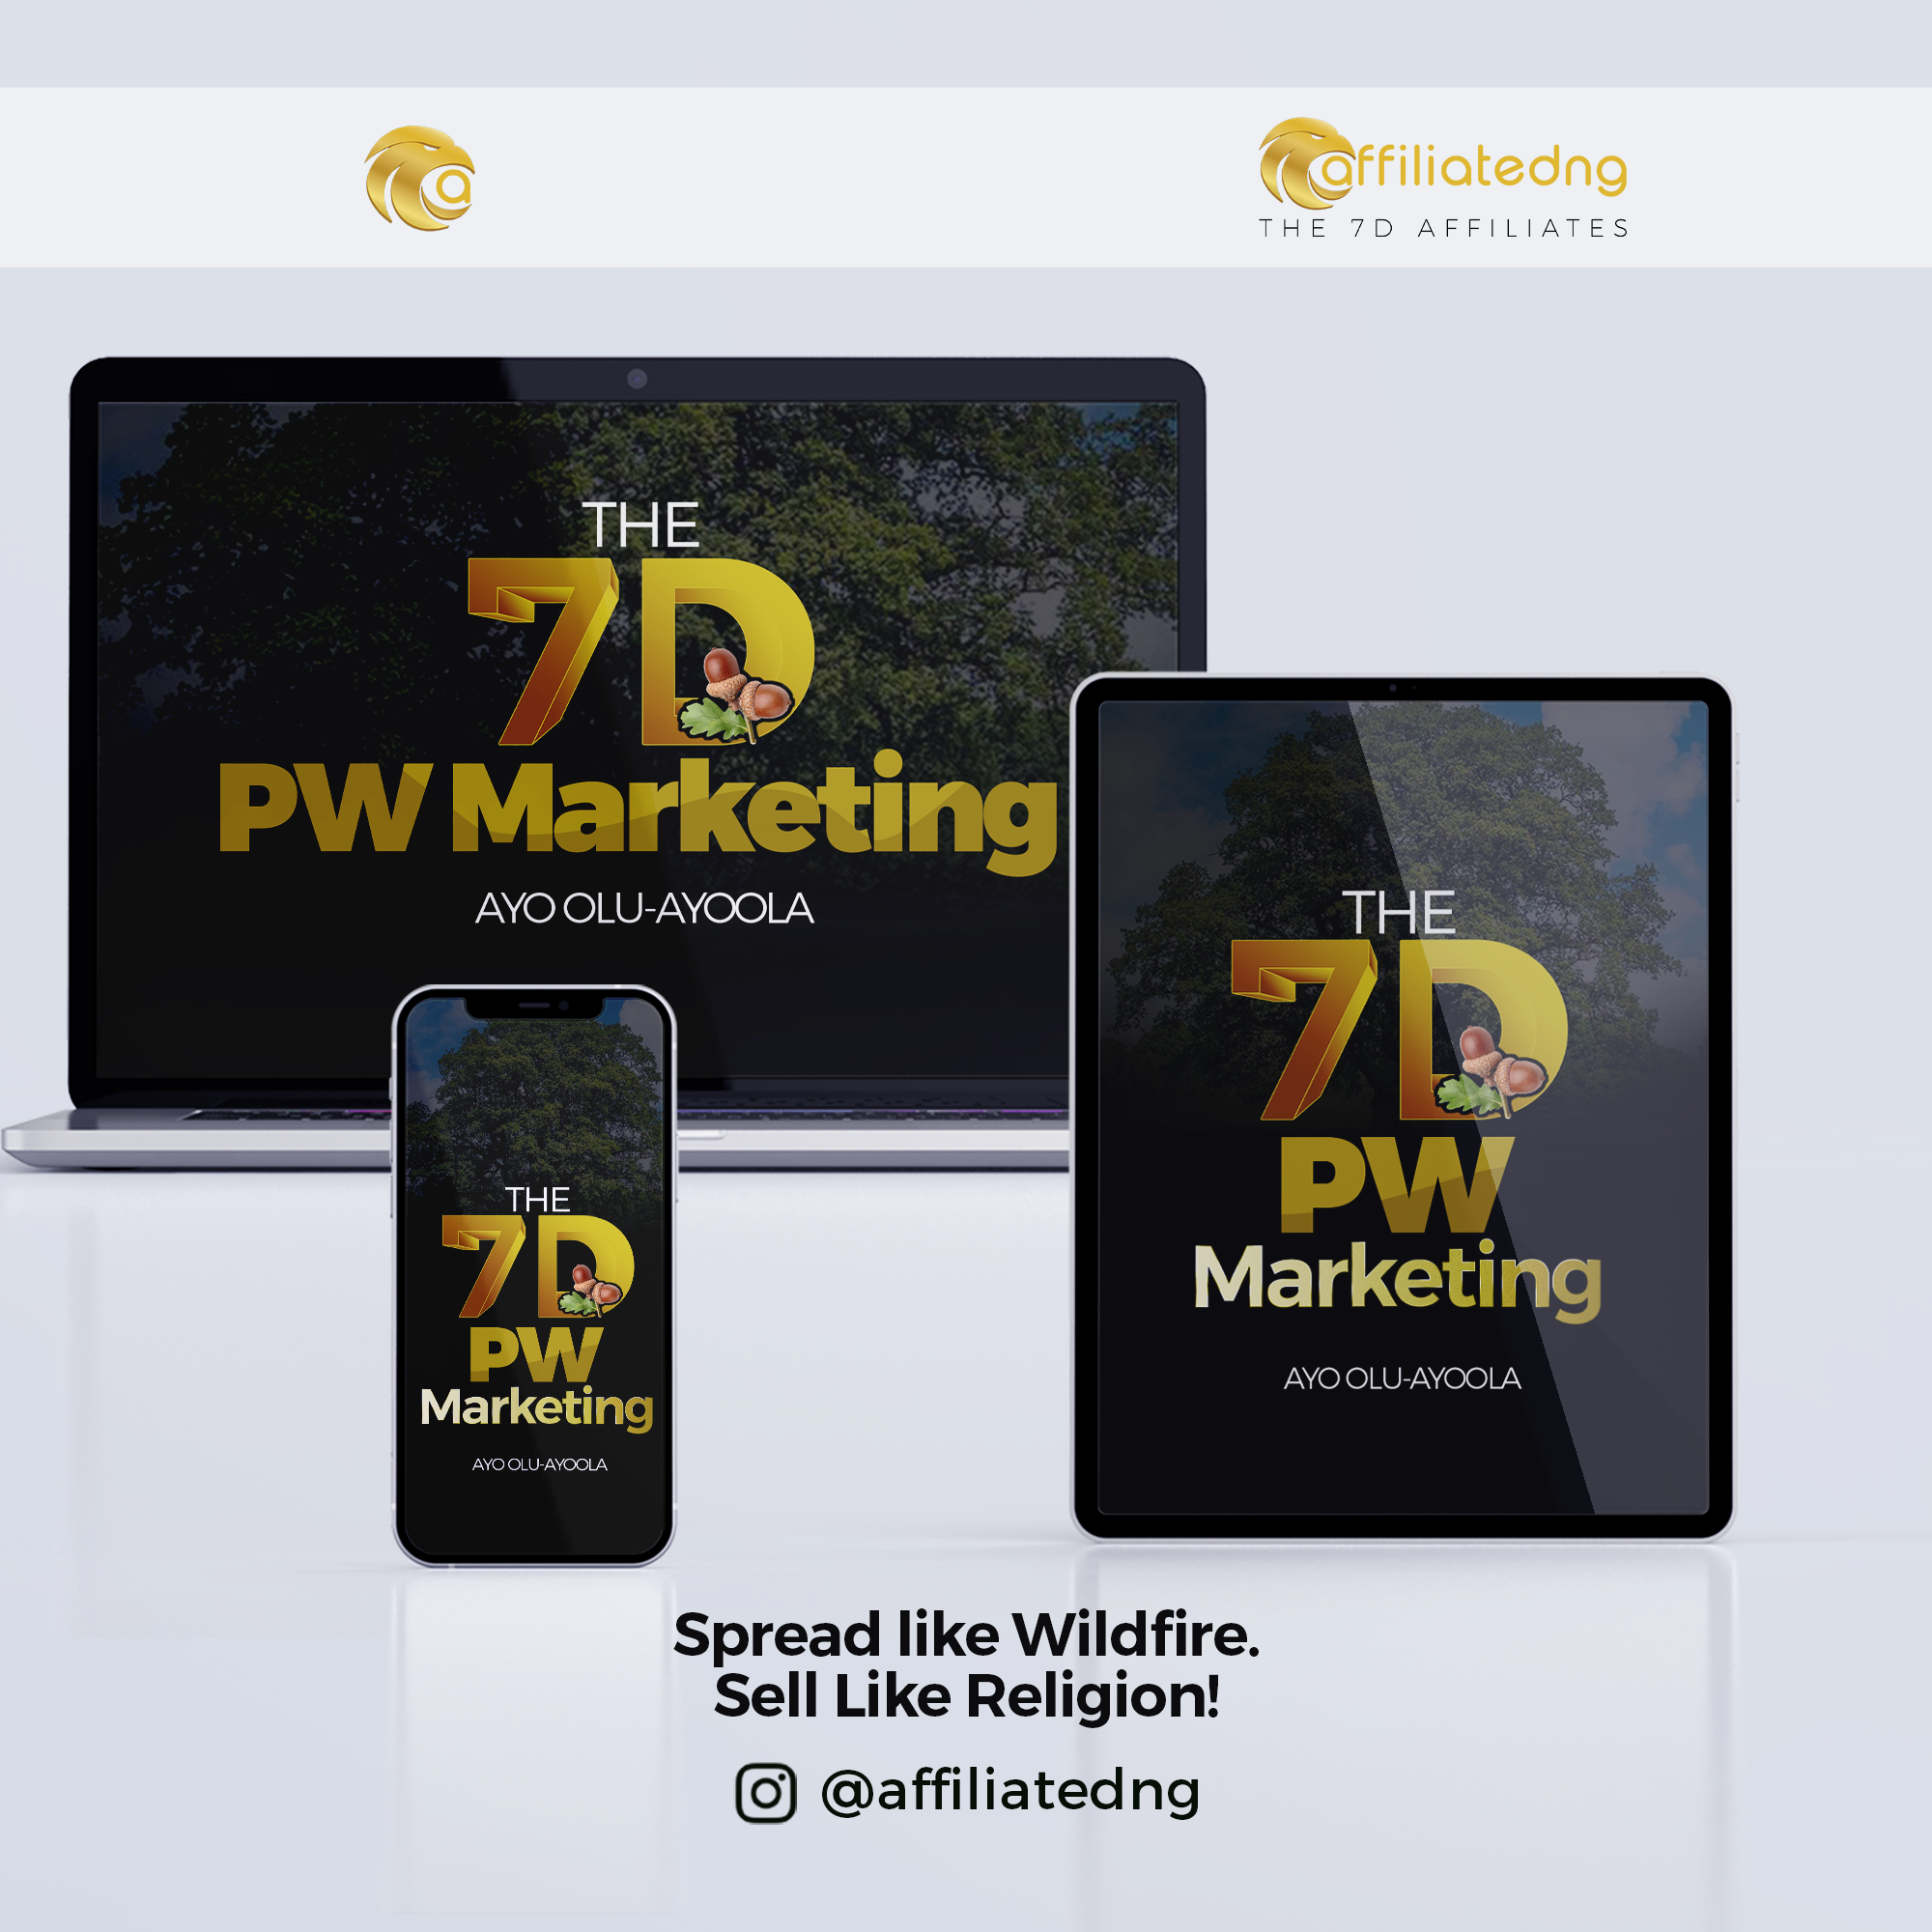 a
affiliatedng
THE 7D AFFILIATES
THE
7D
PW Marketing
AYO OLU-AYOOLA
THE
7D
PW
Marketing
AYO OLU-AYOOLA
THE
7D
PW
Marketing
AYO OLU-AYOOLA
Spread like Wildfire.
Sell Like Religion!
@affiliatedng